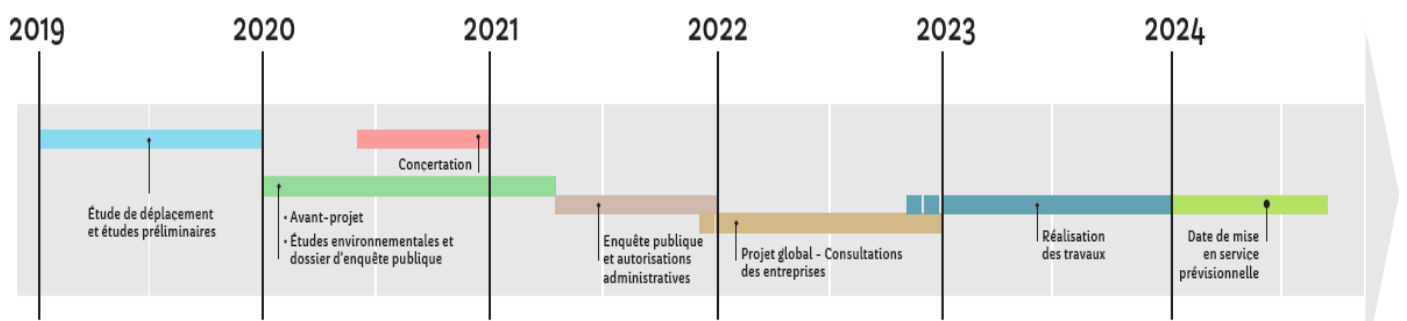 2019 2020 2021 2022 2023 2024
Étude de déplacement
et études préliminaires
Conçertation
• Avant-projet
• Études environnementales et
dossier d'enquête publique
Enquête publique
et autorisations
administratives
Projet global - Consultations
des entreprises
Réalisation
des travaux
Date de mise
en service
prévisionnelle